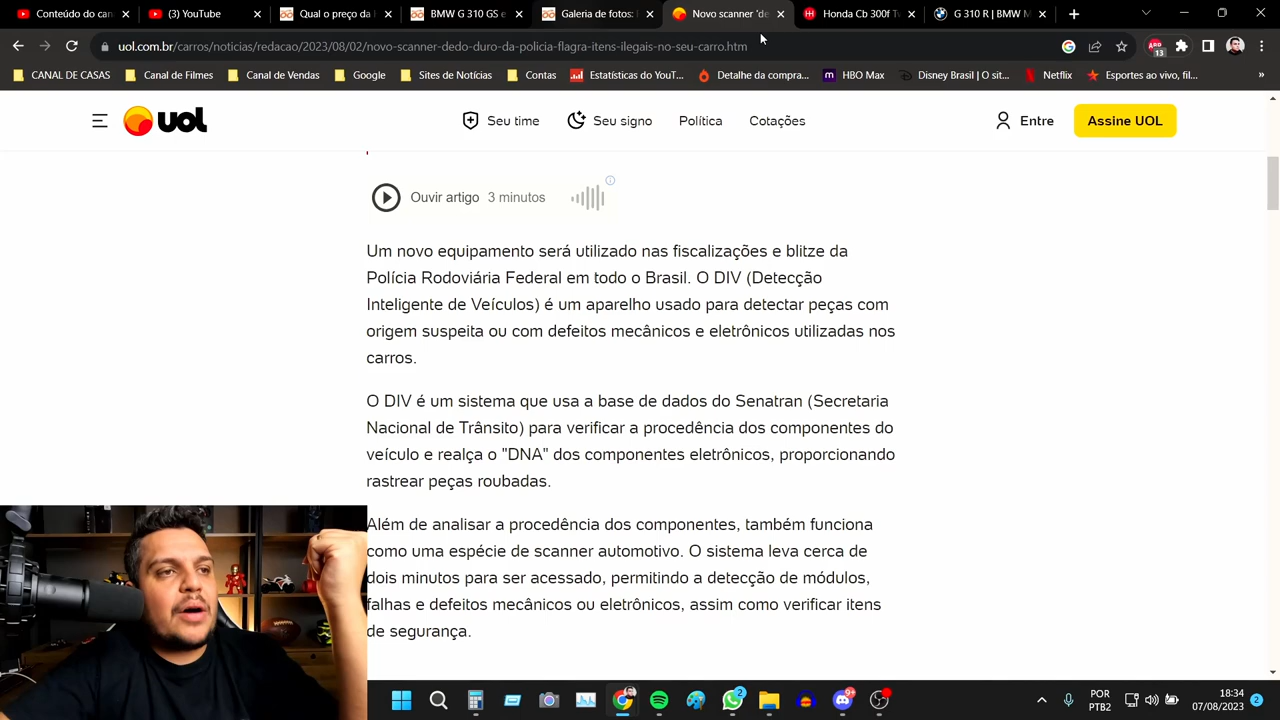 Conteúdo do can
(3) YouTube
Qual o preço da
BMW G 310 GS e
Galeria de fotos:
Novo scanner 'de
Honda Cb 300f Tw
G 310 R | BMW M
uol.com.br/carros/noticias/redacao/2023/08/02/novo-scanner-dedo-duro-da-policia-flagra-itens-ilegais-no-seu-carro.htm
13
CANAL DE CASAS
Canal de Filmes
Canal de Vendas
Google
Sites de Notícias
Contas
Estatísticas do YouT...
Detalhe da compra...
HBO Max
Disney Brasil | O sit...
Netflix
Esportes ao vivo, fil...
»
UOL
Seu time
Seu signo
Política
Cotações
Entre
Assine UOL
Ouvir artigo 3 minutos
Um novo equipamento será utilizado nas fiscalizações e blitze da
Polícia Rodoviária Federal em todo o Brasil. O DIV (Detecção
Inteligente de Veículos) é um aparelho usado para detectar peças com
origem suspeita ou com defeitos mecânicos e eletrônicos utilizadas nos
carros.
O DIV é um sistema que usa a base de dados do Senatran (Secretaria
Nacional de Trânsito) para verificar a procedência dos componentes do
veículo e realça o "DNA" dos componentes eletrônicos, proporcionando
rastrear peças roubadas.
Além de analisar a procedência dos componentes, também funciona
como uma espécie de scanner automotivo. O sistema leva cerca de
dois minutos para ser acessado, permitindo a detecção de módulos,
falhas e defeitos mecânicos ou eletrônicos, assim como verificar itens
de segurança.
2
9+
POR
PTB2
18:34
07/08/2023
2